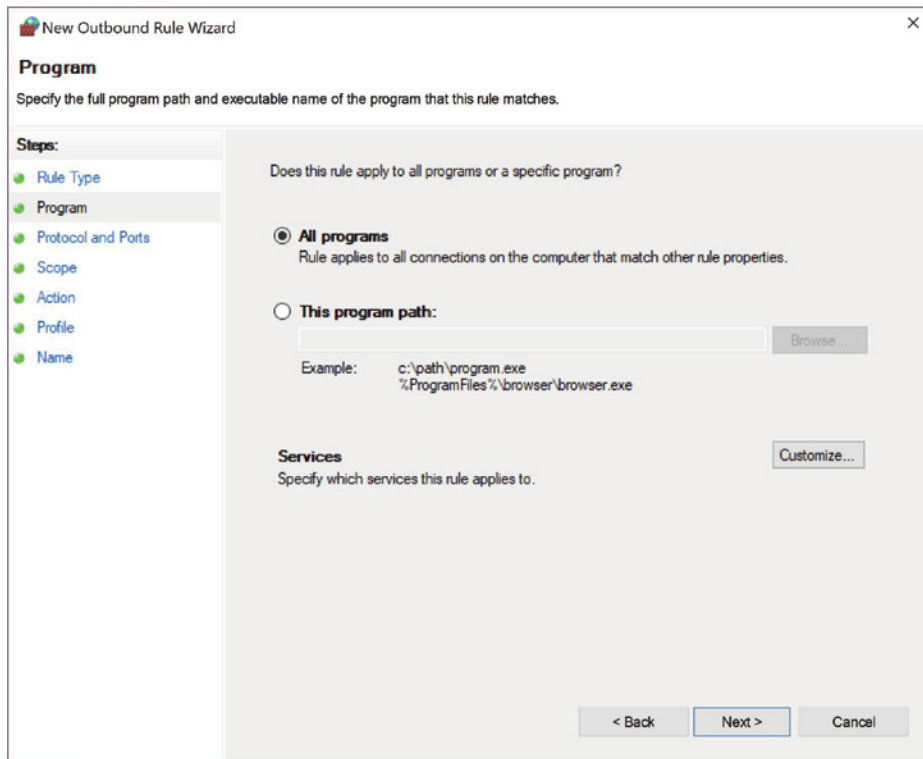 New Outbound Rule Wizard
Program
Specify the full program path and executable name of the program that this rule matches.
Steps:
Rule Type
Program
Protocol and Ports
Scope
Action
Profile
Name
Does this rule apply to all programs or a specific program?
All programs
Rule applies to all connections on the computer that match other rule properties.
This program path:
Browse...
Example: c:\path\program.exe
%ProgramFiles%\browser\browser.exe
Services
Customize...
Specify which services this rule applies to.
< Back Next > Cancel